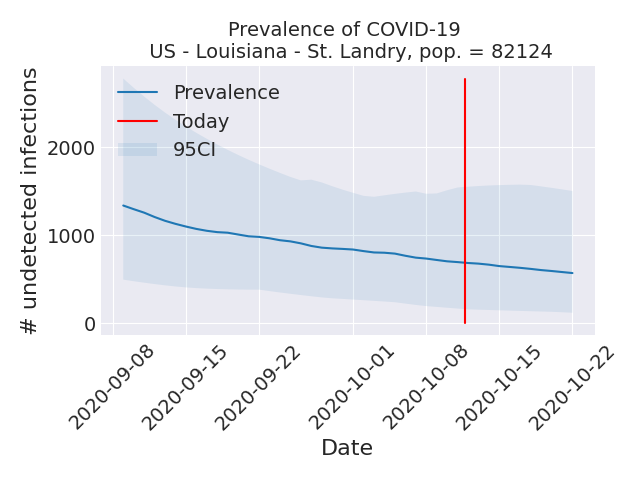 Prevalence of COVID-19
US - Louisiana - St. Landry, pop. = 82124
# undetected infections
2000
1000
0
Prevalence
Today
95CI
2020-09-08
2020-09-15
2020-09-22
2020-10-01
2020-10-08
2020-10-15
2020-10-22
Date